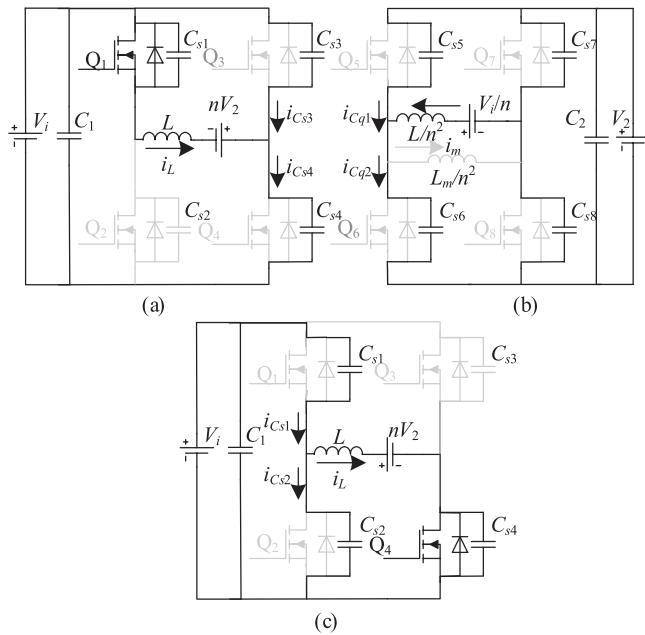 Q1 Cs1 Q3 Cs3
Vi C1 L nV2 iCs3
iL iCs4
Q2 Cs2 Q4 Cs4
(a)
Q5 Cs5 Q7 Cs7
iCq1 Vi/n C2 V2
L/n²
iCq2 im
Lm/n²
Q6 Cs6 Q8 Cs8
(b)
Q1 Cs1 Q3 Cs3
Vi C1 iCs1 L nV2
iCs2 iL
Q2 Cs2 Q4 Cs4
(c)